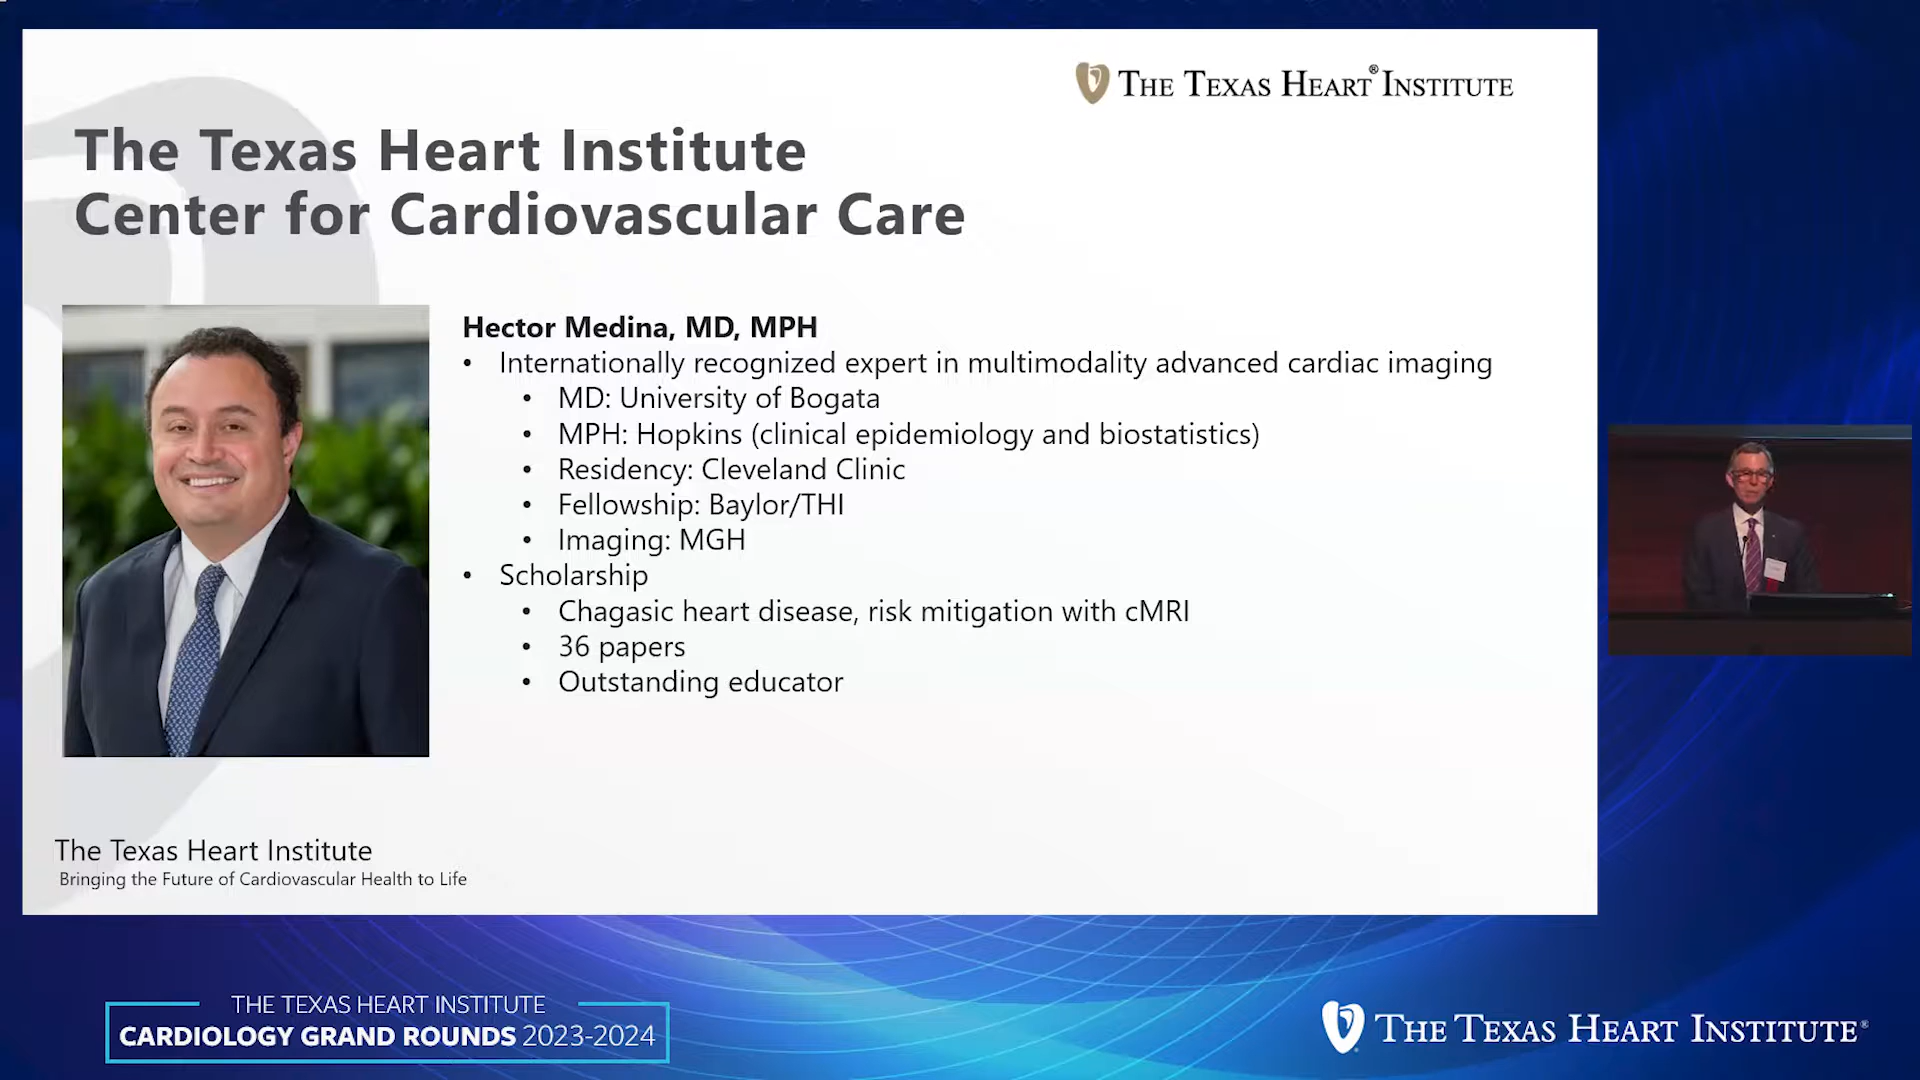 THE TEXAS HEART® INSTITUTE
The Texas Heart Institute
Center for Cardiovascular Care
Hector Medina, MD, MPH
• Internationally recognized expert in multimodality advanced cardiac imaging
• MD: University of Bogata
• MPH: Hopkins (clinical epidemiology and biostatistics)
• Residency: Cleveland Clinic
• Fellowship: Baylor/THI
• Imaging: MGH
• Scholarship
• Chagasic heart disease, risk mitigation with cMRI
• 36 papers
• Outstanding educator
The Texas Heart Institute
Bringing the Future of Cardiovascular Health to Life
THE TEXAS HEART INSTITUTE
CARDIOLOGY GRAND ROUNDS 2023-2024
THE TEXAS HEART INSTITUTE®